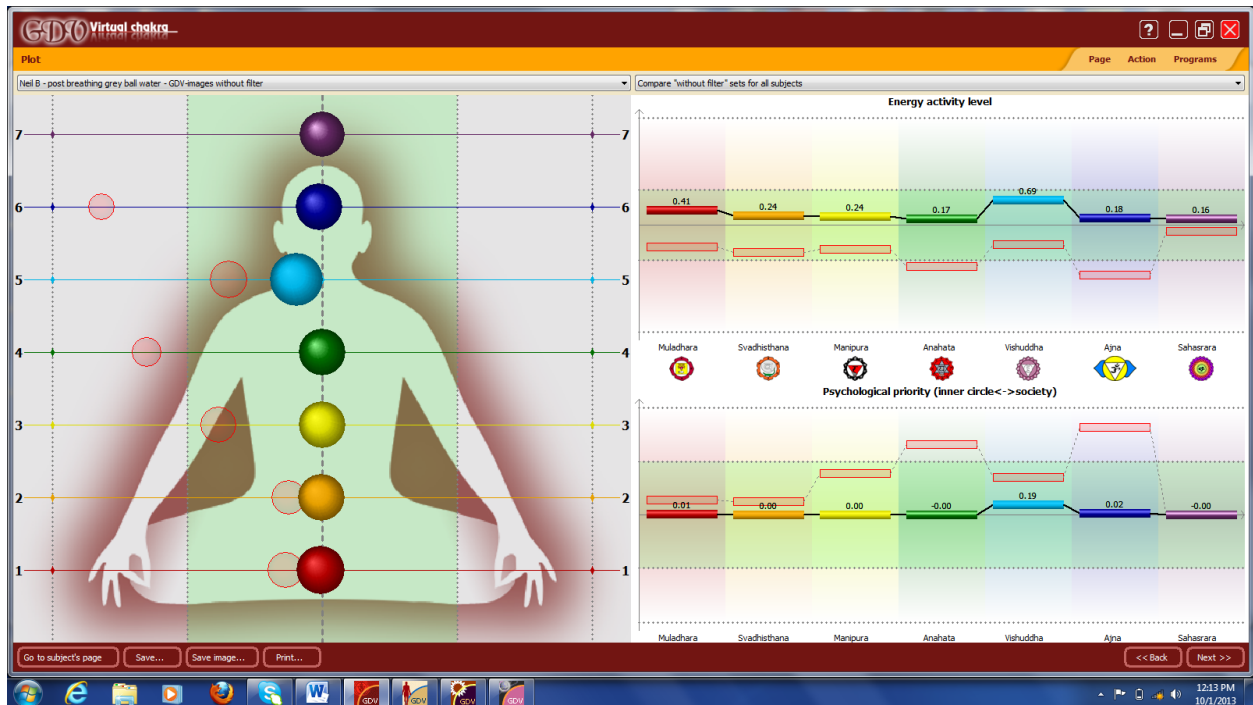 GDV Virtual chakra
?
Plot
Page Action Programs
Neil B - post breathing grey ball water - GDV-images without filter
Compare "without filter" sets for all subjects
7 7
6 6
5 5
4 4
3 3
2 2
1 1
Energy activity level
0.41 0.24 0.24 0.17 0.69 0.18 0.16
Muladhara Svadhisthana Manipura Anahata Vishuddha Ajna Sahasrara
Psychological priority (inner circle<->society)
0.01 0.00 0.00 -0.00 0.19 0.02 -0.00
Muladhara Svadhisthana Manipura Anahata Vishuddha Ajna Sahasrara
Go to subject's page Save... Save image... Print... << Back Next >>
GDV GDV GDV GDV
12:13 PM
10/1/2013